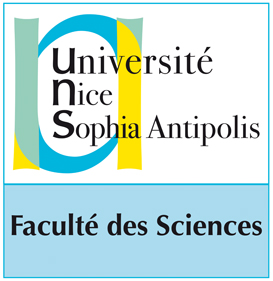 université
nice
sophia Antipolis
Faculté des Sciences